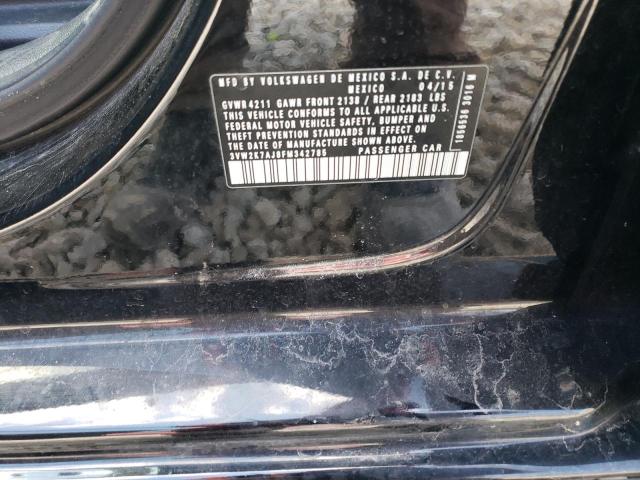 MFD BY VOLKSWAGEN DE MEXICO S.A. DE C.V.
MEXICO 04/15
GVWR4211 GAWR FRONT 2138 / REAR 2183 LBS
THIS VEHICLE CONFORMS TO ALL APPLICABLE U.S.
FEDERAL MOTOR VEHICLE SAFETY, BUMPER AND
THEFT PREVENTION STANDARDS IN EFFECT ON
THE DATE OF MANUFACTURE SHOWN ABOVE
3VW2K7AJ8FM342705 PASSENGER CAR